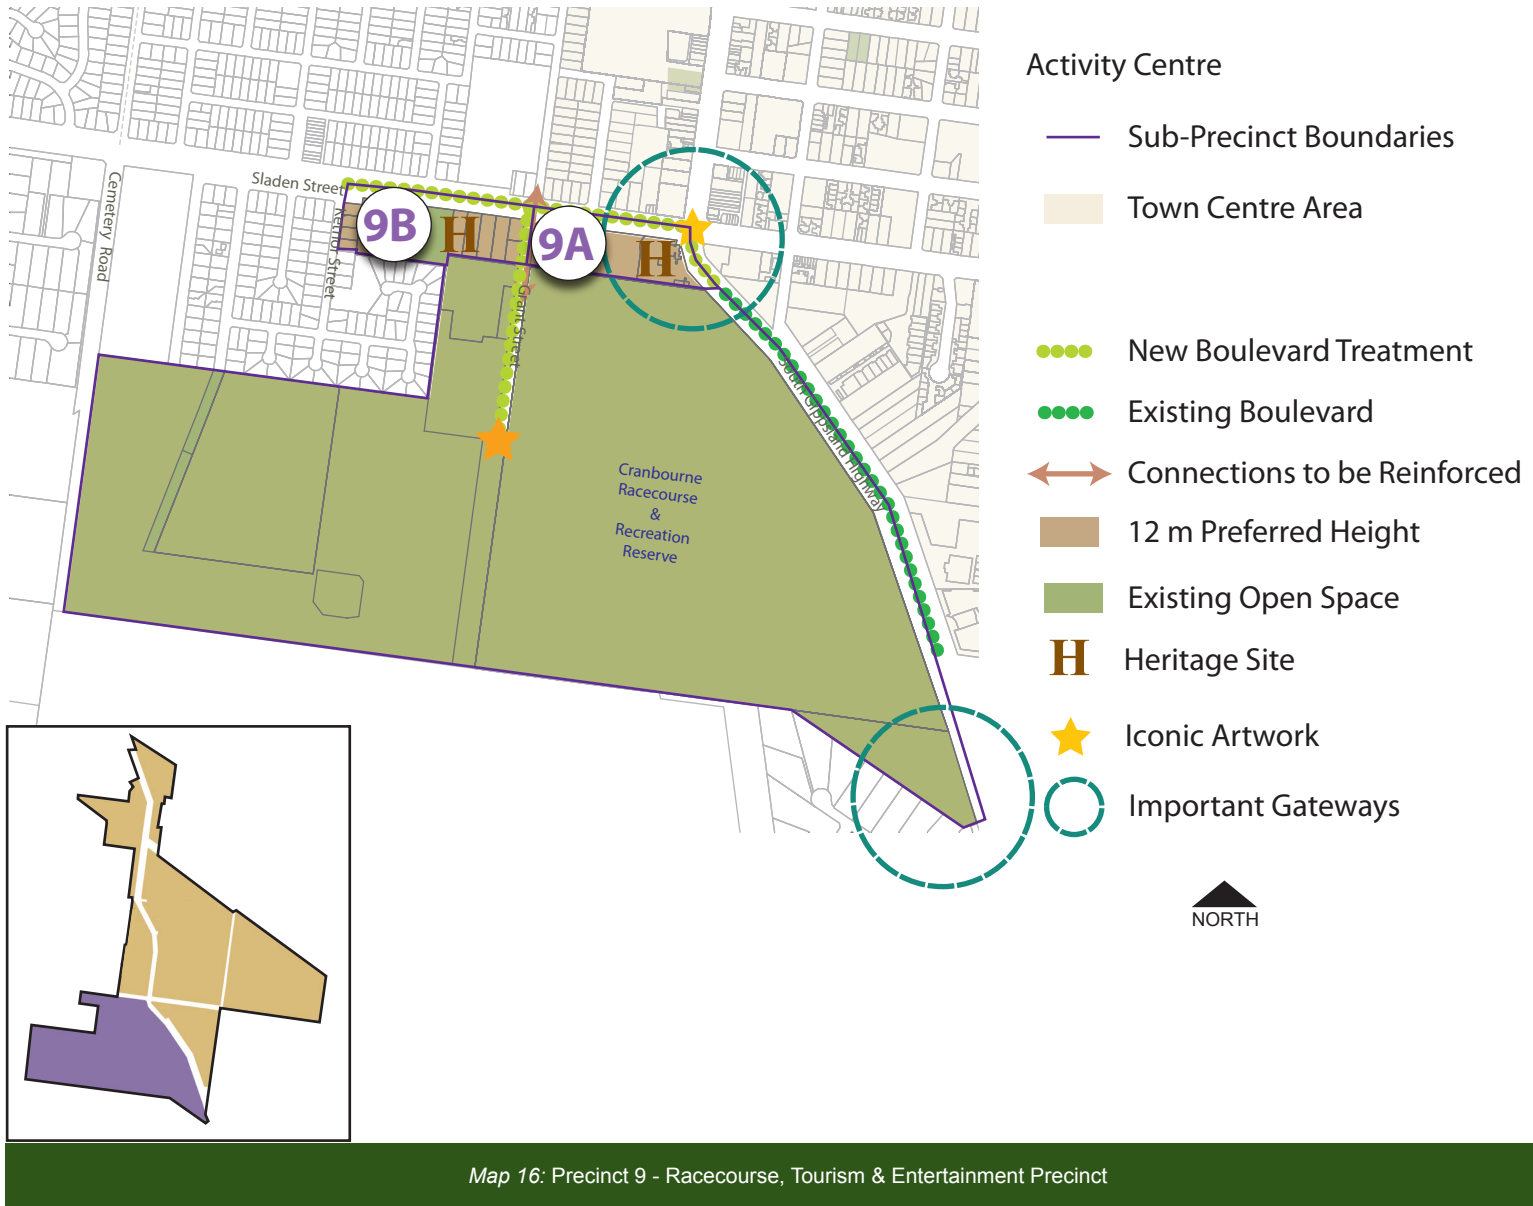 Activity Centre
Sub-Precinct Boundaries
Town Centre Area
New Boulevard Treatment
Existing Boulevard
Connections to be Reinforced
12 m Preferred Height
Existing Open Space
H Heritage Site
Iconic Artwork
Important Gateways
NORTH
Sladen Street
Cemetery Road
Street
9B
H
9A
H
Grant Street
South Gippsland Highway
Cranbourne
Racecourse
&
Recreation
Reserve
Map 16: Precinct 9 - Racecourse, Tourism & Entertainment Precinct